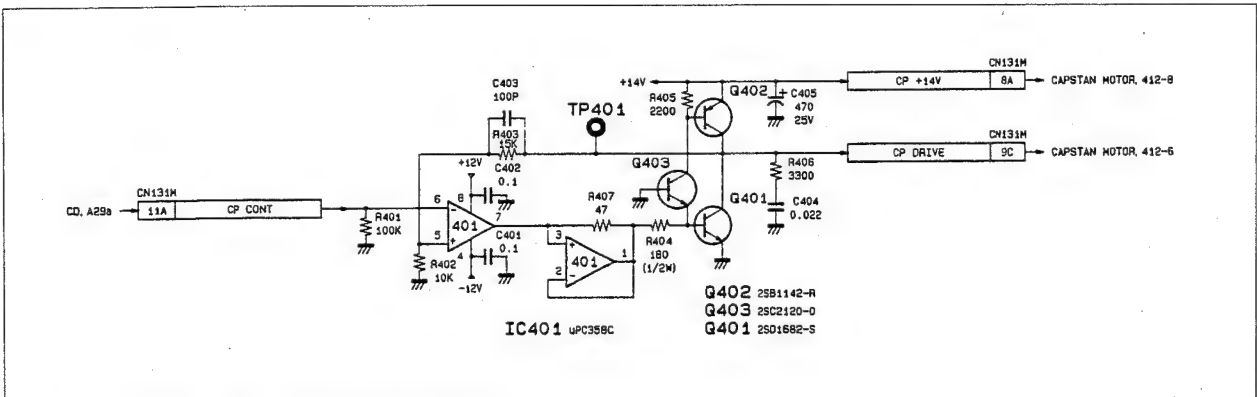 CD, A29a
CN131M
11A
CP CONT
R401
100K
R402
10K
C403
100P
R403
15K
C402
0.1
+12V
8
6
5
401
7
4
-12V
C401
0.1
TP401
3
2
401
1
R407
47
R404
180
(1/2W)
IC401 uPC358C
+14V
R405
2200
Q402
Q403
Q401
C405
470
25V
+
R406
3300
C404
0.022
CN131M
CP +14V
8A
CAPSTAN MOTOR, 412-8
CN131M
CP DRIVE
9C
CAPSTAN MOTOR, 412-6
Q402 2SB1142-R
Q403 2SC2120-O
Q401 2SD1682-S